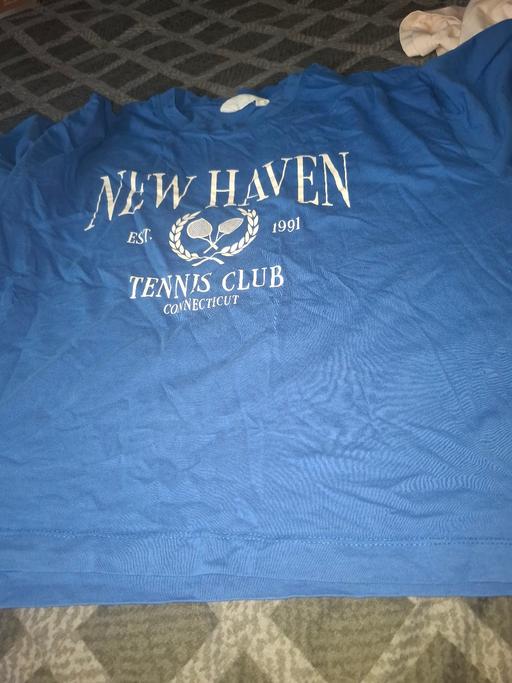 NEW HAVEN
EST. 1991
TENNIS CLUB
CONNECTICUT